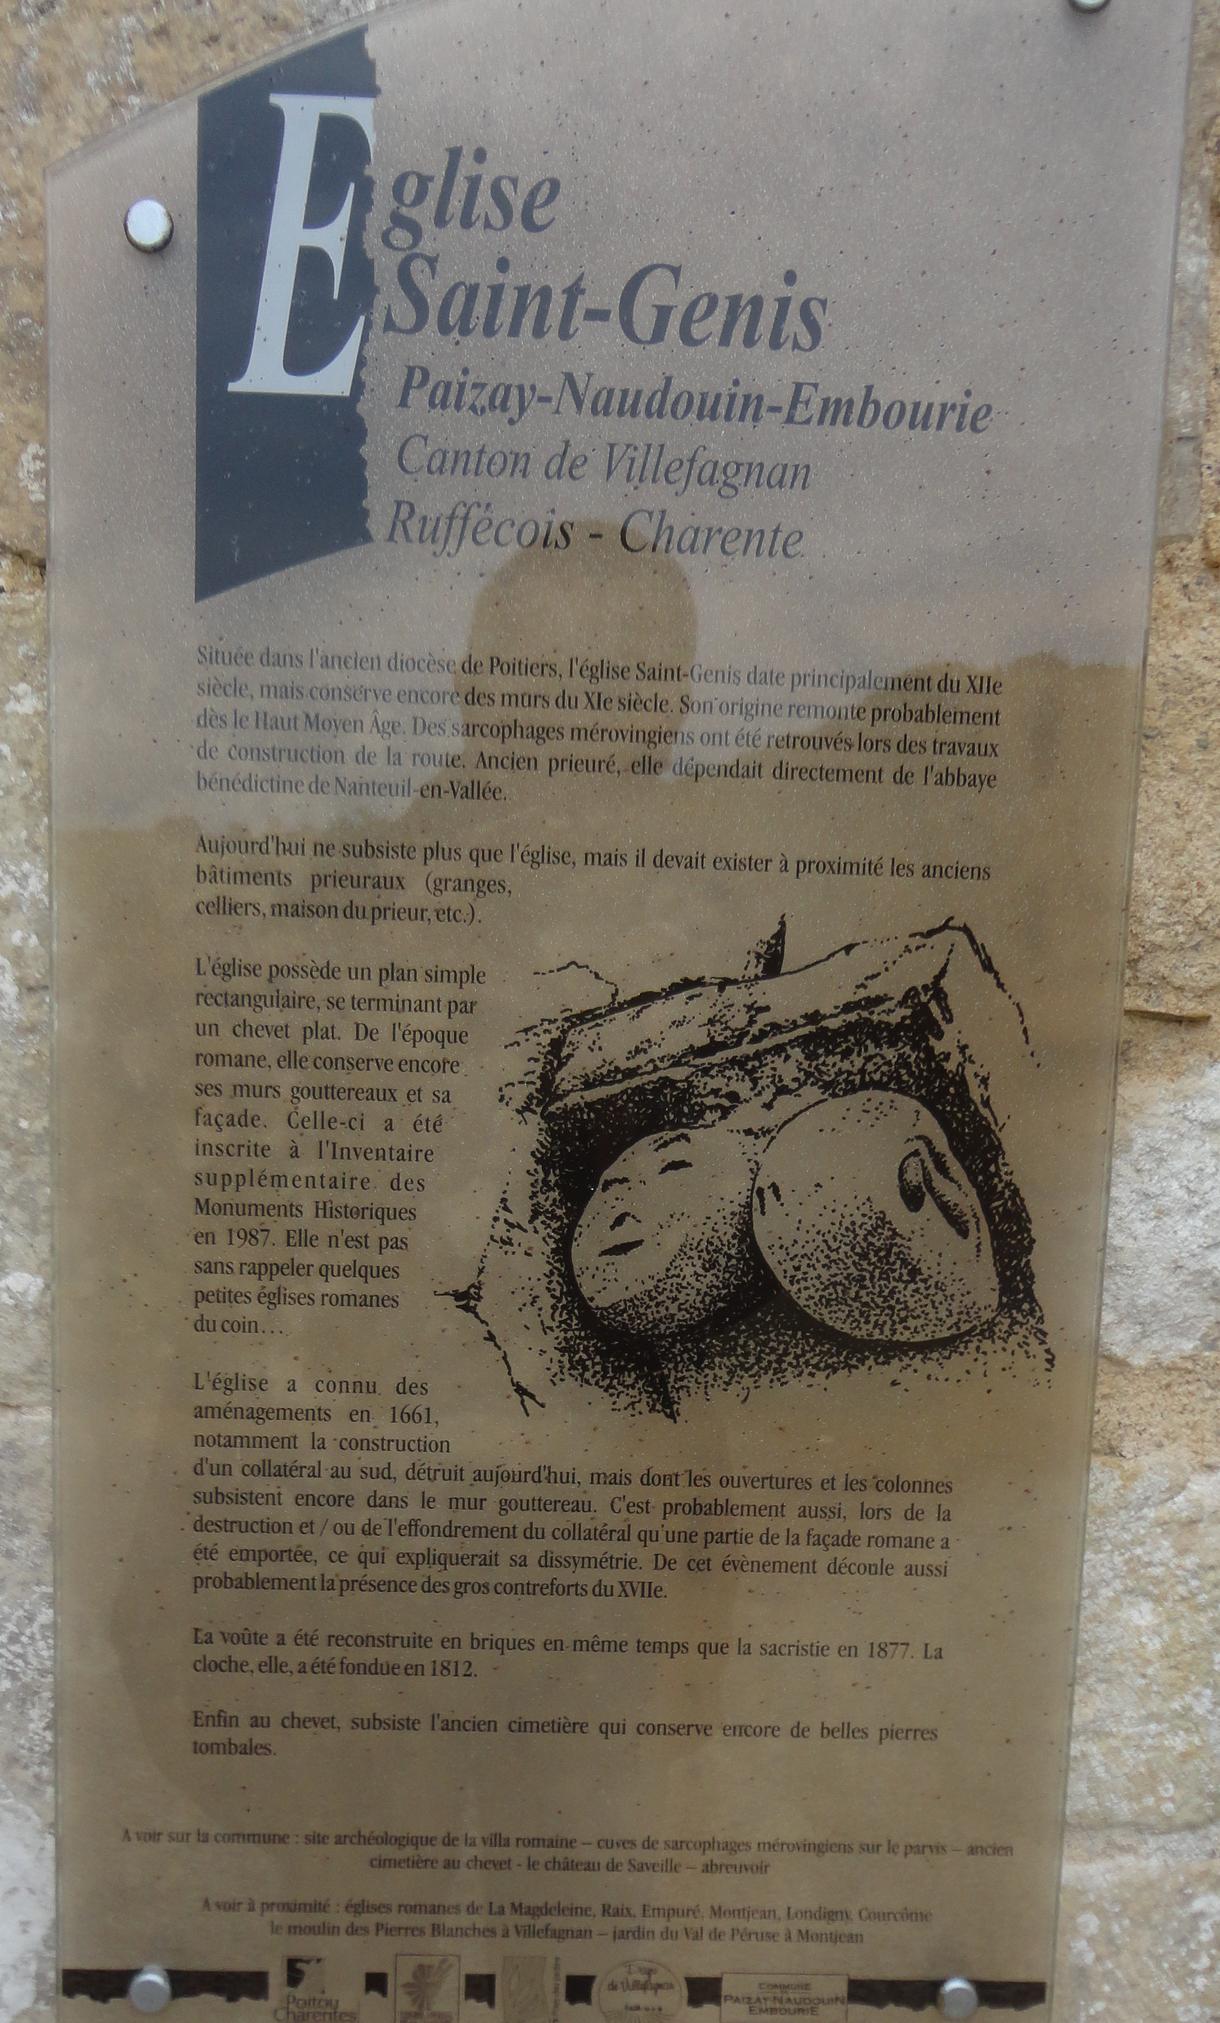 Eglise
Saint-Genis
Paizay-Naudouin-Embourie
Canton de Villefagnan
Ruffécois - Charente
Située dans l'ancien diocèse de Poitiers, l'église Saint-Genis date principalement du XIIe
siècle, mais conserve encore des murs du XIe siècle. Son origine remonte probablement
dès le Haut Moyen Âge. Des sarcophages mérovingiens ont été retrouvés lors des travaux
de construction de la route. Ancien prieuré, elle dépendait directement de l'abbaye
bénédictine de Nanteuil-en-Vallée.
Aujourd'hui ne subsiste plus que l'église, mais il devait exister à proximité les anciens
bâtiments prieuraux (granges,
celliers, maison du prieur, etc.).
L'église possède un plan simple
rectangulaire, se terminant par
un chevet plat. De l'époque
romane, elle conserve encore
ses murs gouttereaux et sa
façade. Celle-ci a été
inscrite à l'Inventaire
supplémentaire des
Monuments Historiques
en 1987. Elle n'est pas
sans rappeler quelques
petites églises romanes
du coin...
L'église a connu des
aménagements en 1661,
notamment la construction
d'un collatéral au sud, détruit aujourd'hui, mais dont les ouvertures et les colonnes
subsistent encore dans le mur gouttereau. C'est probablement aussi, lors de la
destruction et / ou de l'effondrement du collatéral qu'une partie de la façade romane a
été emportée, ce qui expliquerait sa dissymétrie. De cet évènement découle aussi
probablement la présence des gros contreforts du XVIIe.
La voûte a été reconstruite en briques en même temps que la sacristie en 1877. La
cloche, elle, a été fondue en 1812.
Enfin au chevet, subsiste l'ancien cimetière qui conserve encore de belles pierres
tombales.
A voir sur la commune : site archéologique de la villa romaine – cuves de sarcophages mérovingiens sur le parvis – ancien
cimetière au chevet - le château de Saveille – abreuvoir
A voir à proximité : églises romanes de La Magdeleine, Raix, Empuré, Montjean, Londigny, Courcôme
le moulin des Pierres Blanches à Villefagnan – jardin du Val de Péruse à Montjean
Poitou
Charentes
de Villefagnan
COMMUNE
PAIZAY-NAUDOUIN
EMBOURIE